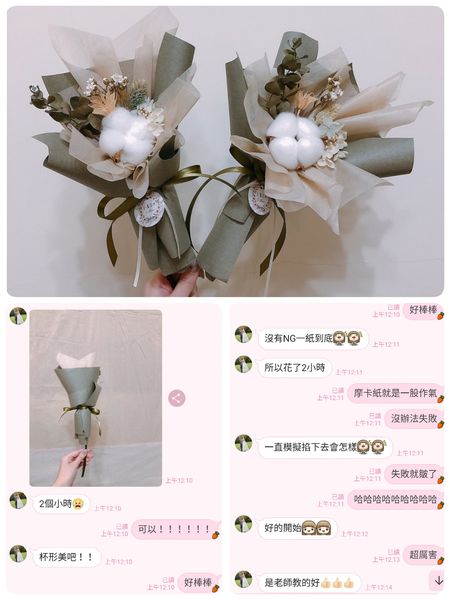 上午12:10
2個小時
上午12:10
已讀
上午12:10
可以！！！！！！
杯形美吧！！
上午12:10
已讀
上午12:10
好棒棒
已讀
上午12:10
好棒棒
沒有NG一紙到底
上午12:11
所以花了2小時
上午12:11
已讀
上午12:11
摩卡紙就是一股作氣
已讀
上午12:11
沒辦法失敗
一直模擬掐下去會怎樣
上午12:11
已讀
上午12:11
失敗就皺了
已讀
上午12:11
哈哈哈哈哈哈哈哈哈
好的開始
上午12:12
已讀
上午12:13
超厲害
是老師教的好
上午12:14